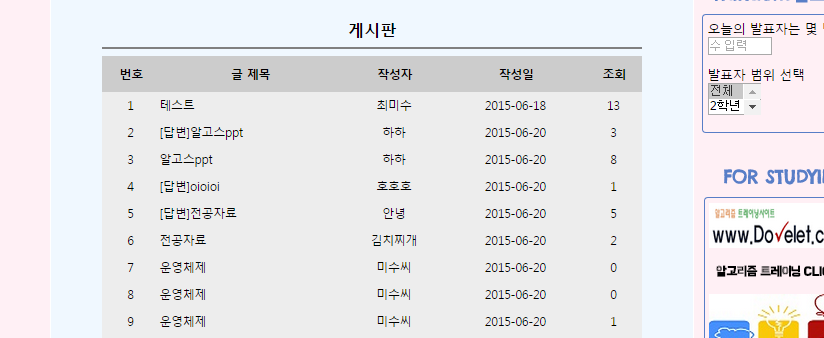 게시판
번호 글 제목 작성자 작성일 조회
1 테스트 최미수 2015-06-18 13
2 [답변]알고스ppt 하하 2015-06-20 3
3 알고스ppt 하하 2015-06-20 8
4 [답변]oioioi 호호호 2015-06-20 1
5 [답변]전공자료 안녕 2015-06-20 5
6 전공자료 김치찌개 2015-06-20 2
7 운영체제 미수씨 2015-06-20 0
8 운영체제 미수씨 2015-06-20 0
9 운영체제 미수씨 2015-06-20 1
오늘의 발표자는 몇
수 입력
발표자 범위 선택
전체
2학년
FOR STUDYI
알고리즘 트레이닝사이트
www.Dovelet.c
알고리즘 트레이닝 CLI